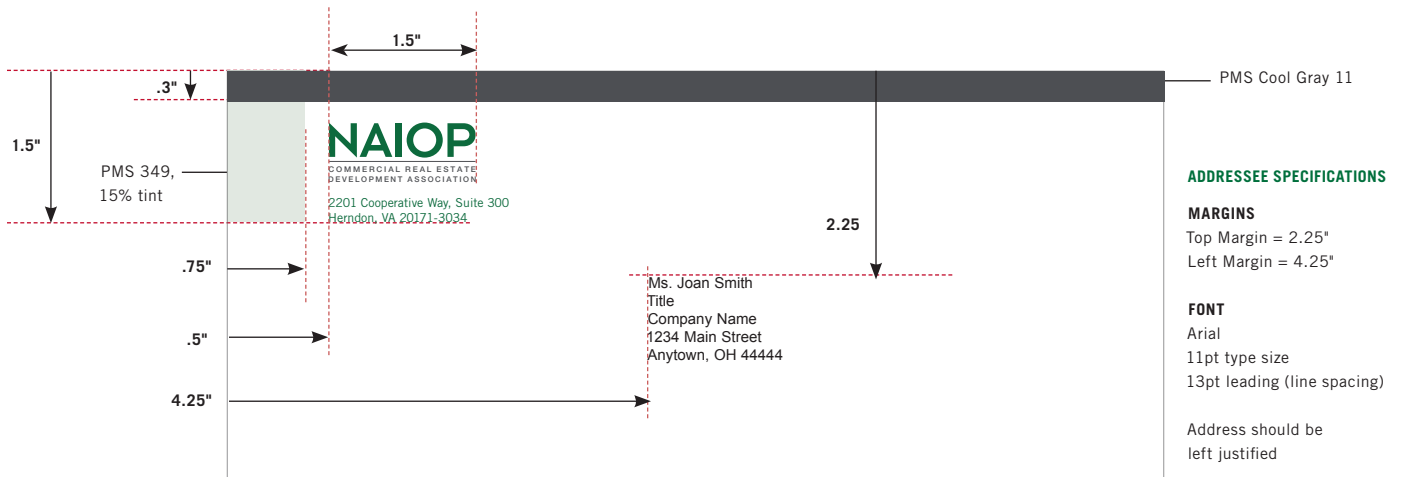 1.5"
.3"
PMS Cool Gray 11
1.5"
PMS 349,
15% tint
NAIOP
COMMERCIAL REAL ESTATE
DEVELOPMENT ASSOCIATION
2201 Cooperative Way, Suite 300
Herndon, VA 20171-3034
2.25
.75"
.5"
4.25"
Ms. Joan Smith
Title
Company Name
1234 Main Street
Anytown, OH 44444
ADDRESSEE SPECIFICATIONS
MARGINS
Top Margin = 2.25"
Left Margin = 4.25"
FONT
Arial
11pt type size
13pt leading (line spacing)
Address should be
left justified